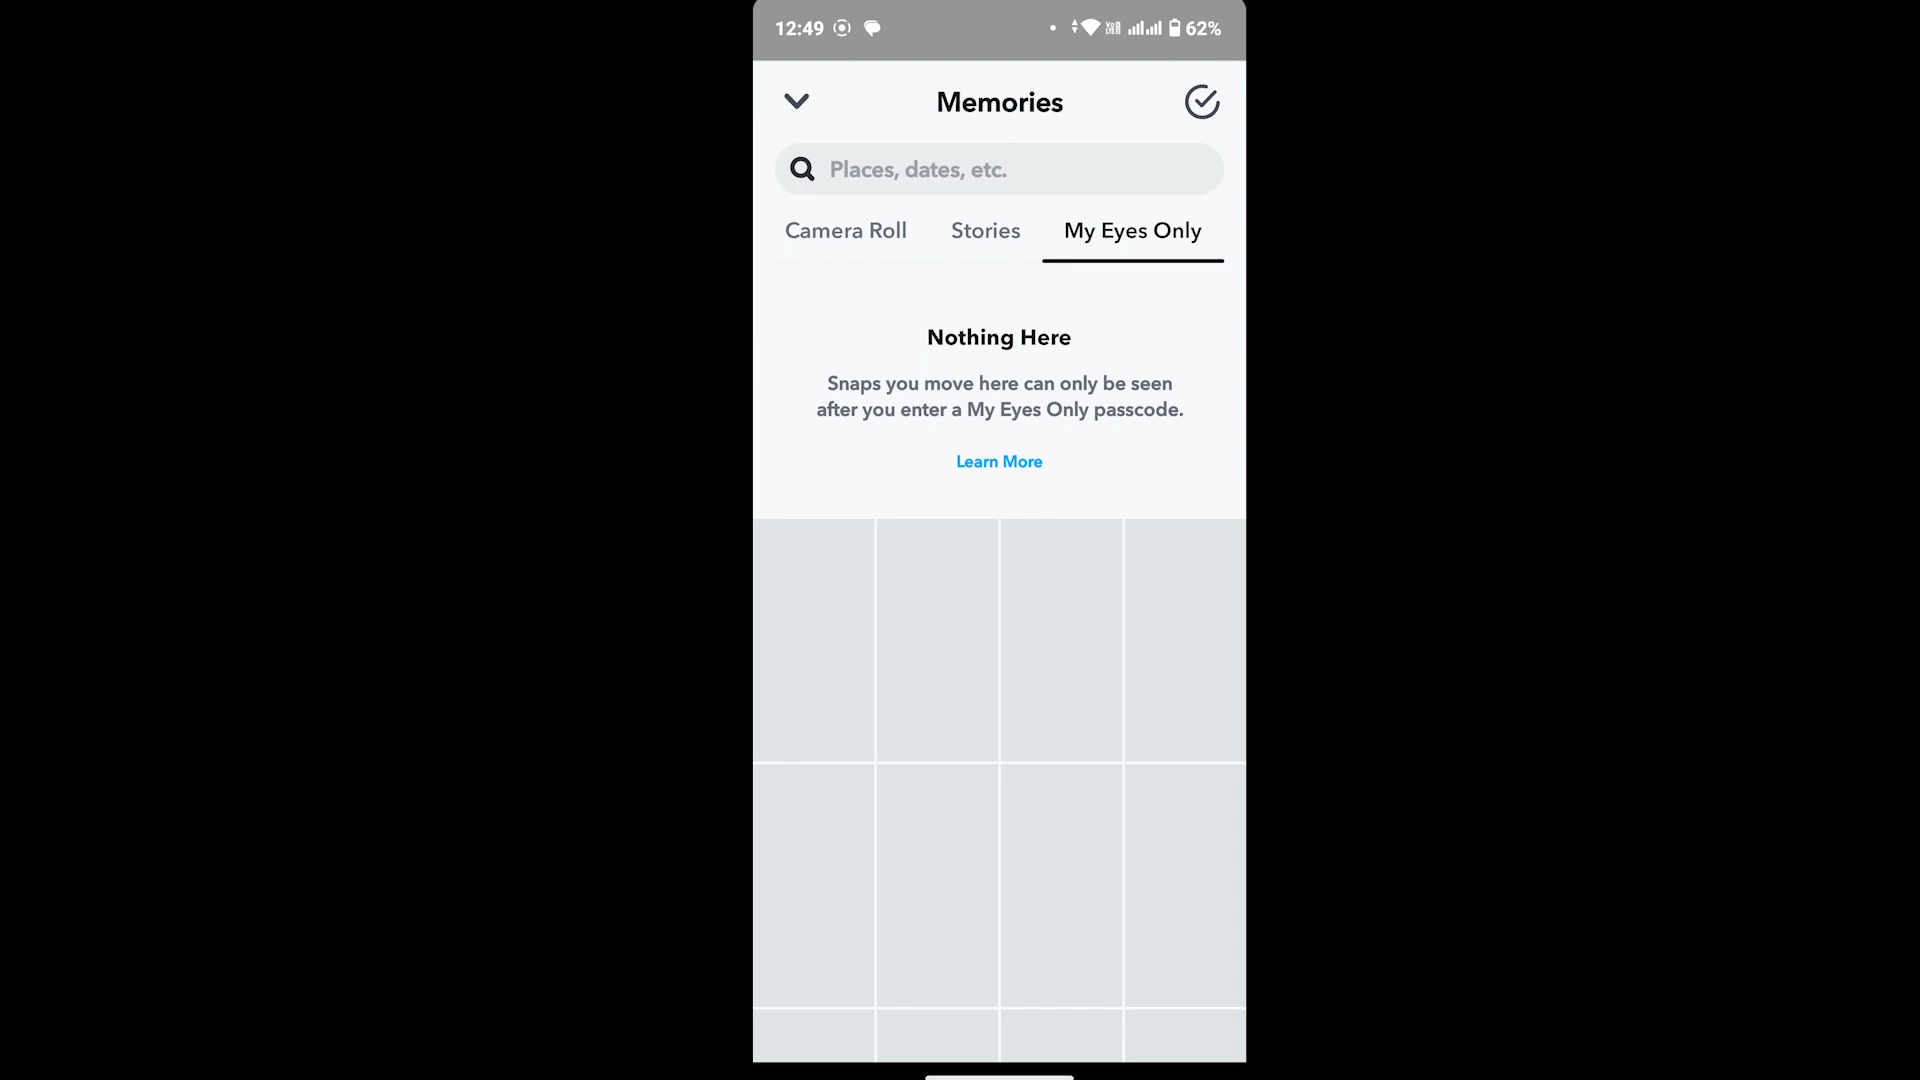 12:49 62%
Memories
Places, dates, etc.
Camera Roll Stories My Eyes Only
Nothing Here
Snaps you move here can only be seen
after you enter a My Eyes Only passcode.
Learn More